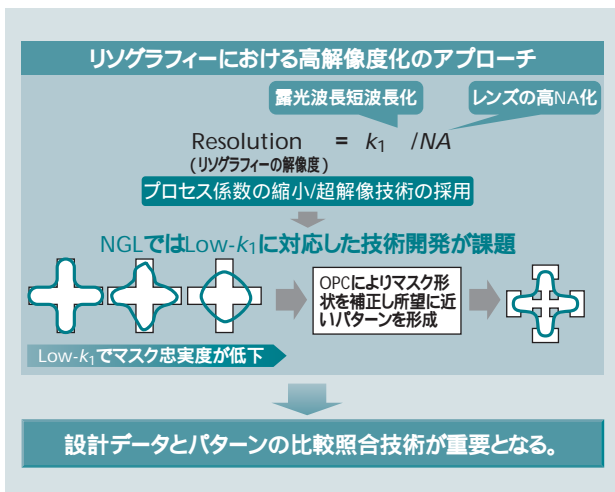 リソグラフィーにおける高解像度化のアプローチ
露光波長短波長化
レンズの高NA化
Resolution = k₁ /NA
(リソグラフィーの解像度)
プロセス係数の縮小/超解像技術の採用
NGLではLow-k₁に対応した技術開発が課題
OPCによりマスク形
状を補正し所望に近
いパターンを形成
Low-k₁でマスク忠実度が低下
設計データとパターンの比較照合技術が重要となる。